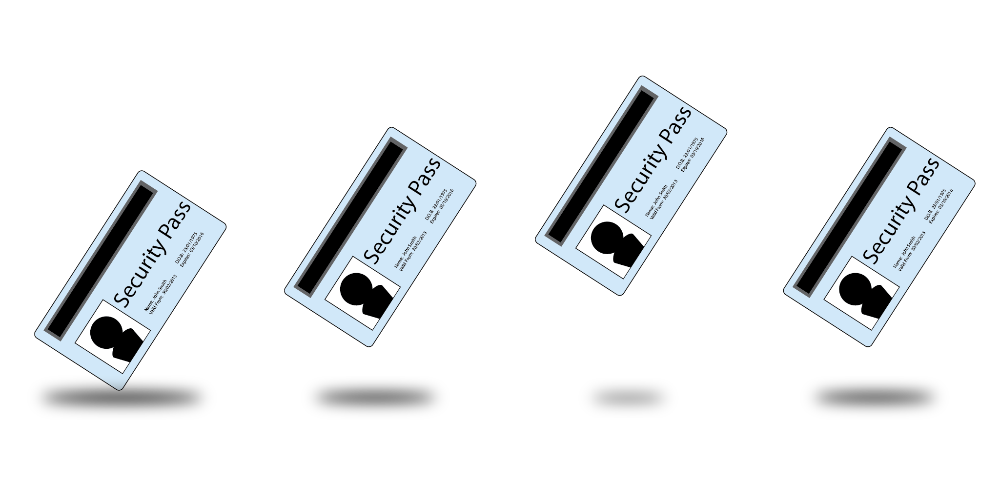 Security Pass
Name: John Smith
D.O.B: 23/01/1975
Valid From: 30/02/2013
Expires: 03/10/2016
Security Pass
Name: John Smith
D.O.B: 23/01/1975
Valid From: 30/02/2013
Expires: 03/10/2016
Security Pass
Name: John Smith
D.O.B: 23/01/1975
Valid From: 30/02/2013
Expires: 03/10/2016
Security Pass
Name: John Smith
D.O.B: 23/01/1975
Valid From: 30/02/2013
Expires: 03/10/2016